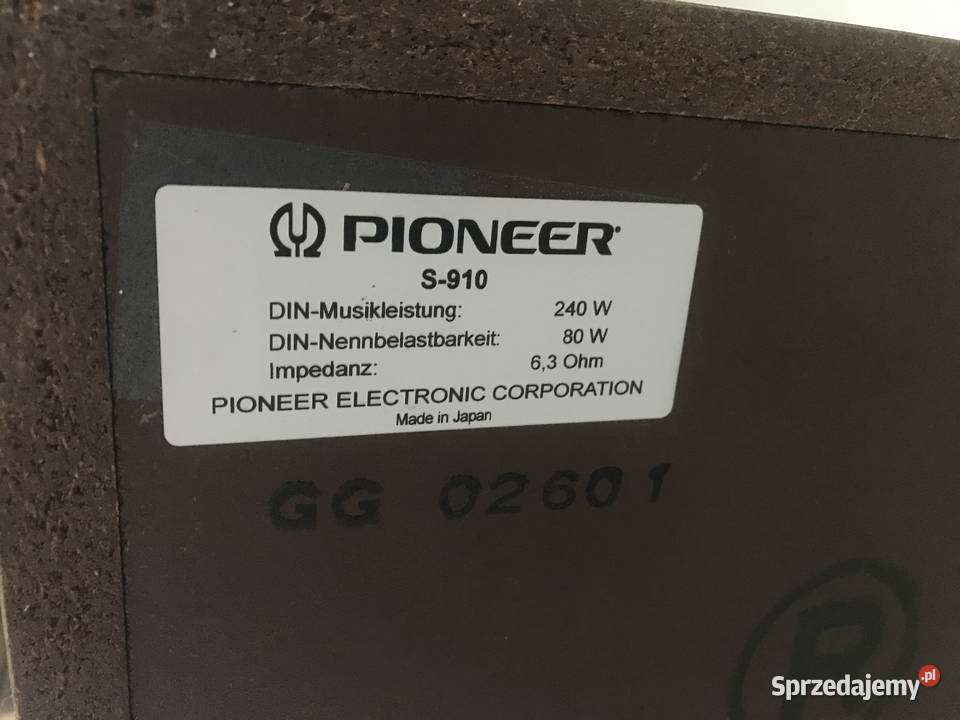 PIONEER
S-910
DIN-Musikleistung: 240 W
DIN-Nennbelastbarkeit: 80 W
Impedanz: 6,3 Ohm
PIONEER ELECTRONIC CORPORATION
Made in Japan
GG 02601
R
Sprzedajemy.pl